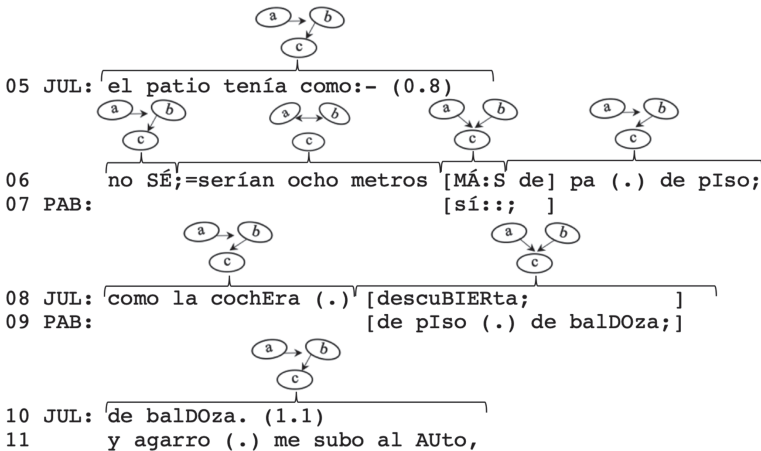 a b
c
05 JUL: el patio tenía como:- (0.8)
a b a b a b a b
c c c c
06 no SÉ;=serían ocho metros [MÁ:S de] pa (.) de pIso;
07 PAB: [sí::; ]
a b a b
c c
08 JUL: como la cochEra (.) [descuBIERta; ]
09 PAB: [de pIso (.) de balDOza;]
a b
c
10 JUL: de balDOza. (1.1)
11 y agarro (.) me subo al AUto,